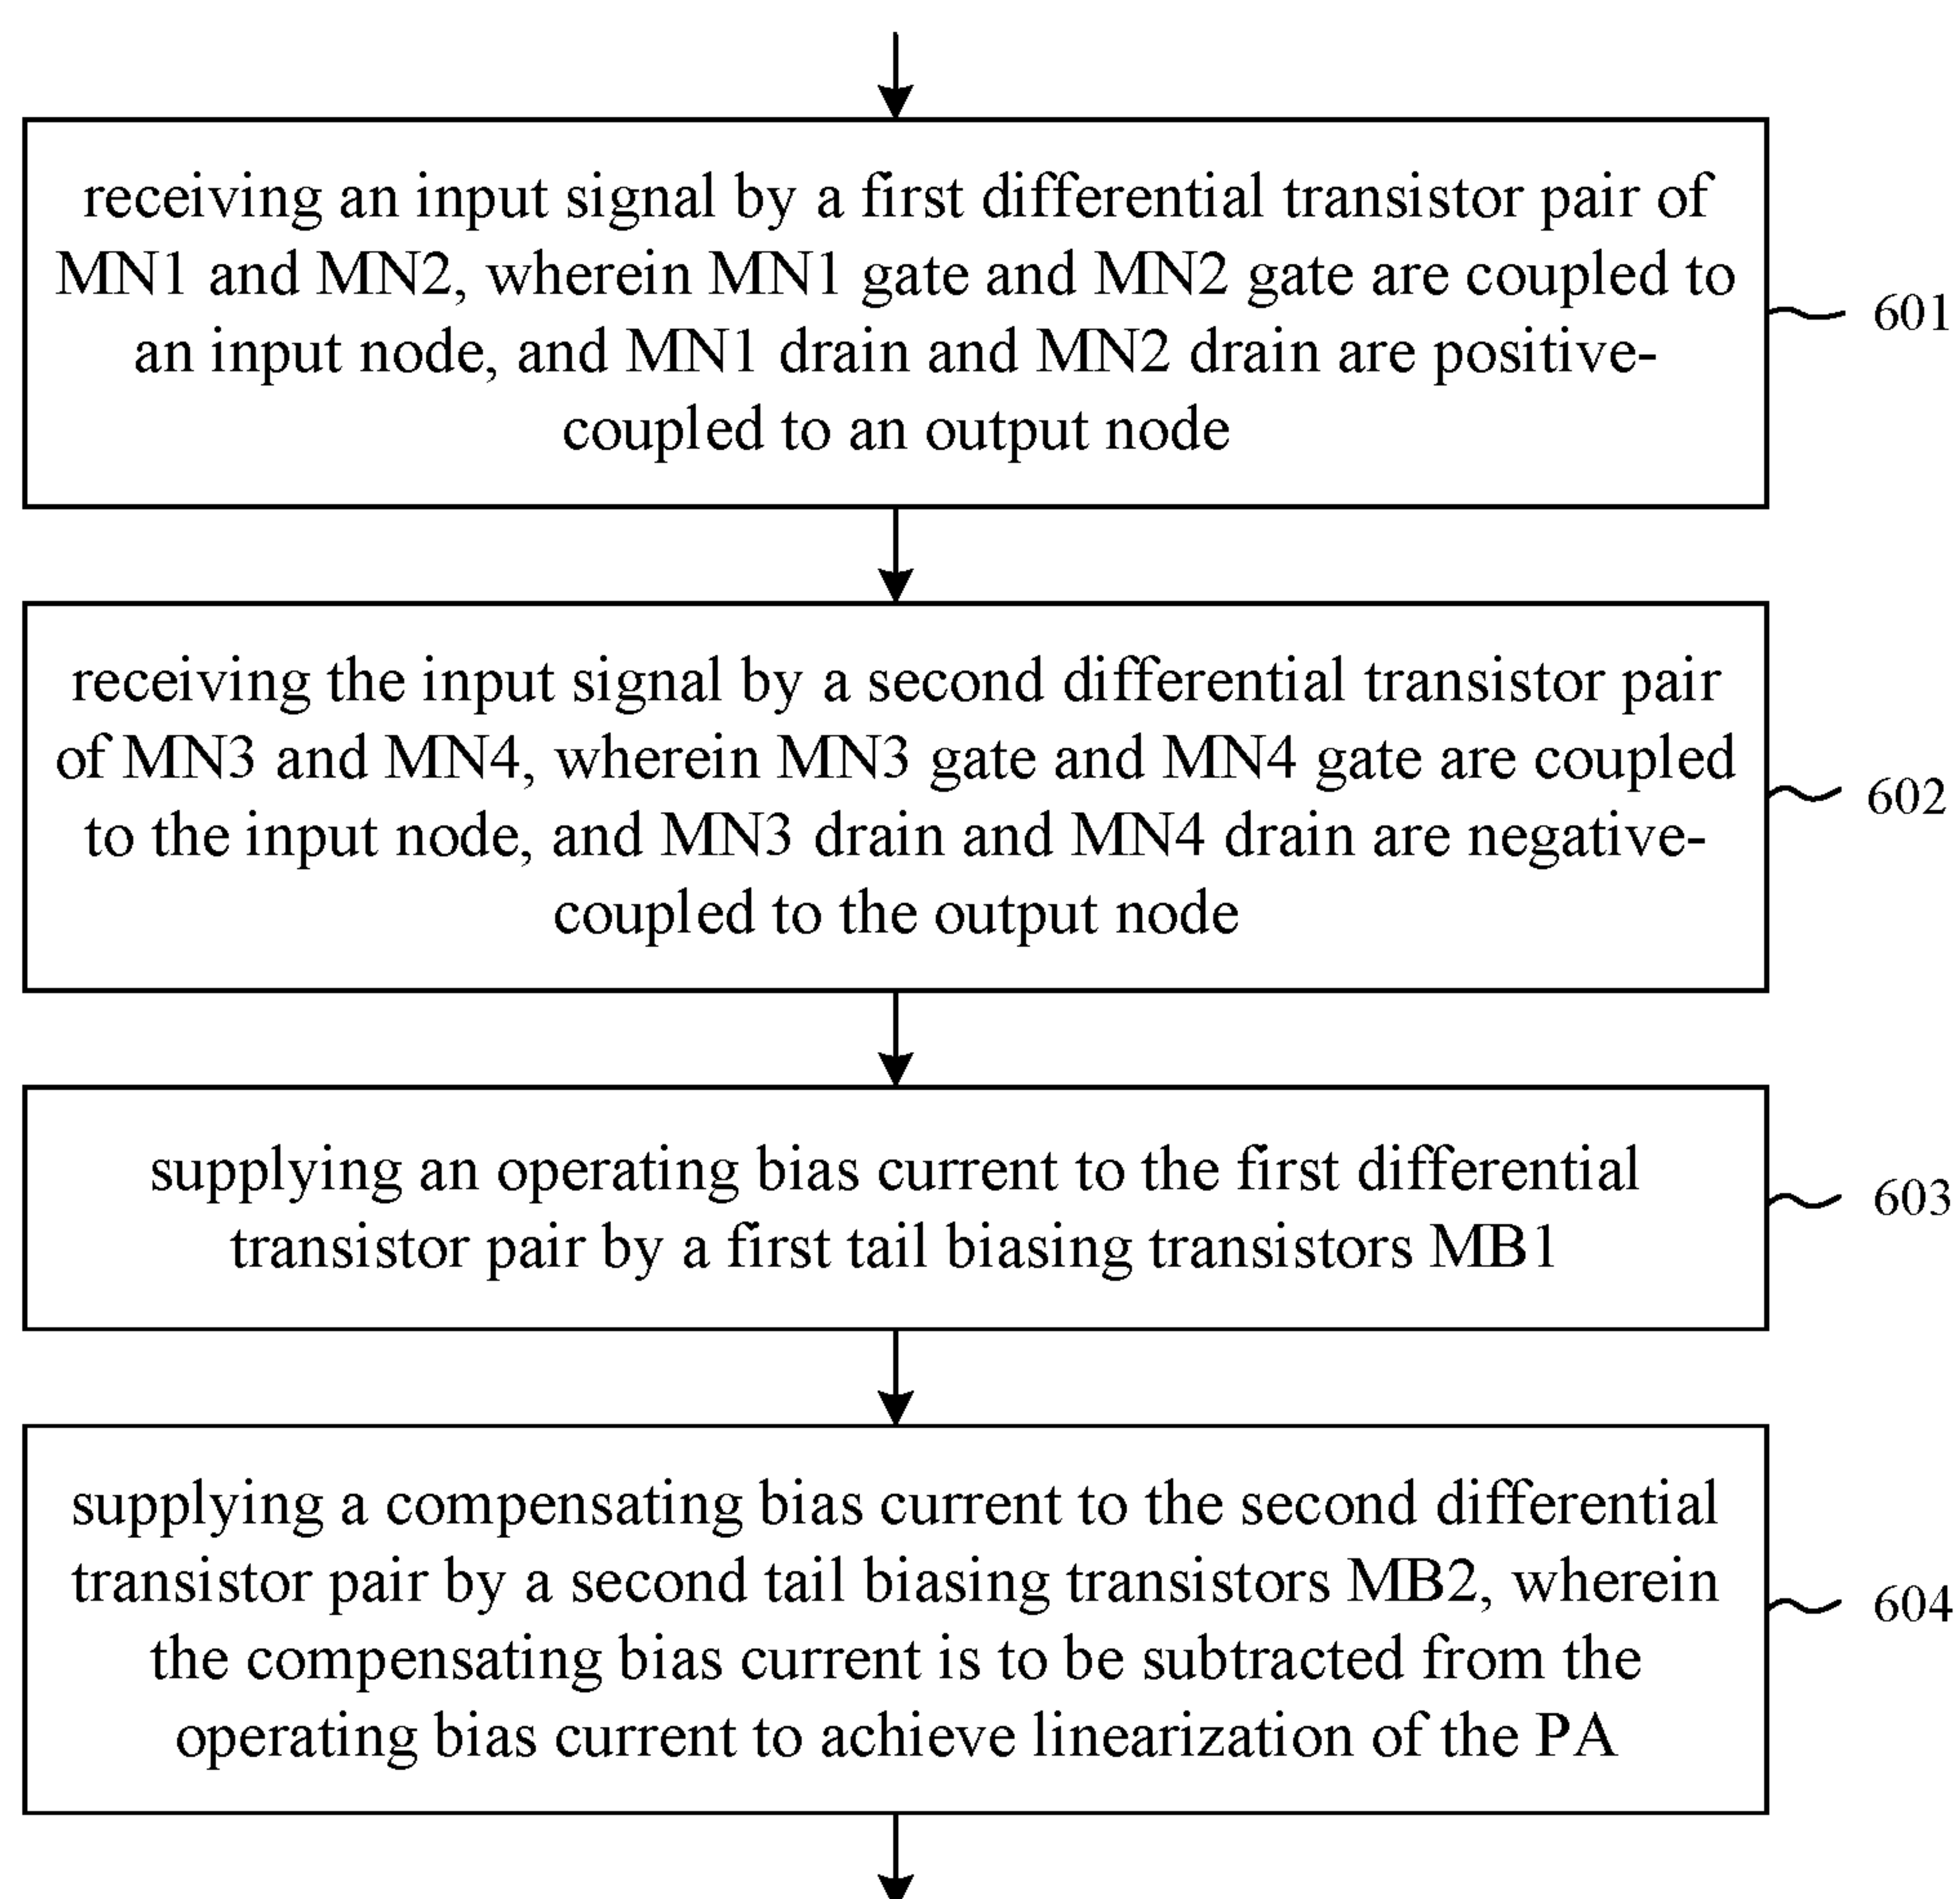 receiving an input signal by a first differential transistor pair of
MN1 and MN2, wherein MN1 gate and MN2 gate are coupled to
an input node, and MN1 drain and MN2 drain are positive-
coupled to an output node
601
receiving the input signal by a second differential transistor pair
of MN3 and MN4, wherein MN3 gate and MN4 gate are coupled
to the input node, and MN3 drain and MN4 drain are negative-
coupled to the output node
602
supplying an operating bias current to the first differential
transistor pair by a first tail biasing transistors MB1
603
supplying a compensating bias current to the second differential
transistor pair by a second tail biasing transistors MB2, wherein
the compensating bias current is to be subtracted from the
operating bias current to achieve linearization of the PA
604